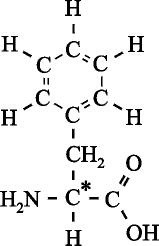 H
H C H
C C
C C
H C H
CH₂ O
H₂N C* C
H OH